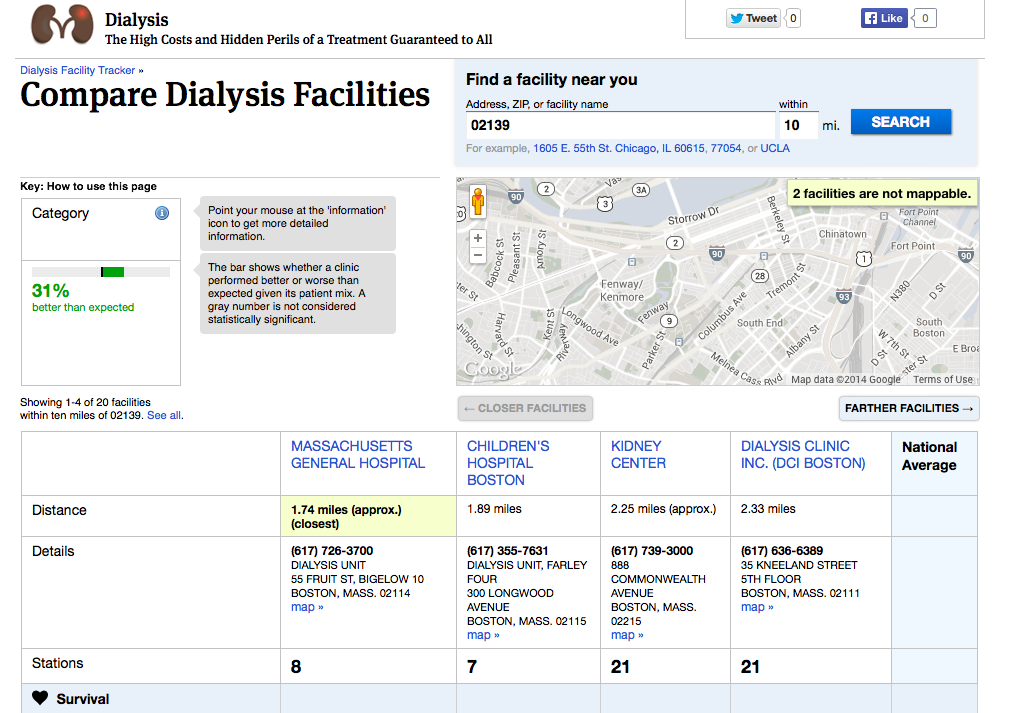 Dialysis
The High Costs and Hidden Perils of a Treatment Guaranteed to All
Tweet 0
Like 0
Dialysis Facility Tracker »
Compare Dialysis Facilities
Find a facility near you
Address, ZIP, or facility name
within
02139
10 mi.
SEARCH
For example, 1605 E. 55th St. Chicago, IL 60615, 77054, or UCLA
Key: How to use this page
Category
i
Point your mouse at the 'information'
icon to get more detailed
information.
31%
better than expected
The bar shows whether a clinic
performed better or worse than
expected given its patient mix. A
gray number is not considered
statistically significant.
2 facilities are not mappable.
+
−
90
2
3A
3
Storrow Dr
Berkeley St
Fort Point
Channel
Chinatown
Fort Point
2
90
1
90
Babcock St
Pleasant St
Amory St
28
Tremont St
Fenway/
Kenmore
93
N380
D St
Fenway
9
Columbus Ave
South End
Albany St
South
Boston
Harvard St
Kent St
Riverway
Longwood Ave
Parker St
W 7th St
D St
E Broa
Melnea Cass Blvd
Google
Map data ©2014 Google
Terms of Use
Showing 1-4 of 20 facilities
within ten miles of 02139. See all.
← CLOSER FACILITIES
FARTHER FACILITIES →
MASSACHUSETTS
GENERAL HOSPITAL
CHILDREN'S
HOSPITAL
BOSTON
KIDNEY
CENTER
DIALYSIS CLINIC
INC. (DCI BOSTON)
National
Average
Distance
1.74 miles (approx.)
(closest)
1.89 miles
2.25 miles (approx.)
2.33 miles
Details
(617) 726-3700
DIALYSIS UNIT
55 FRUIT ST, BIGELOW 10
BOSTON, MASS. 02114
map »
(617) 355-7631
DIALYSIS UNIT, FARLEY
FOUR
300 LONGWOOD
AVENUE
BOSTON, MASS. 02115
map »
(617) 739-3000
888
COMMONWEALTH
AVENUE
BOSTON, MASS.
02215
map »
(617) 636-6389
35 KNEELAND STREET
5TH FLOOR
BOSTON, MASS. 02111
map »
Stations
8
7
21
21
Survival